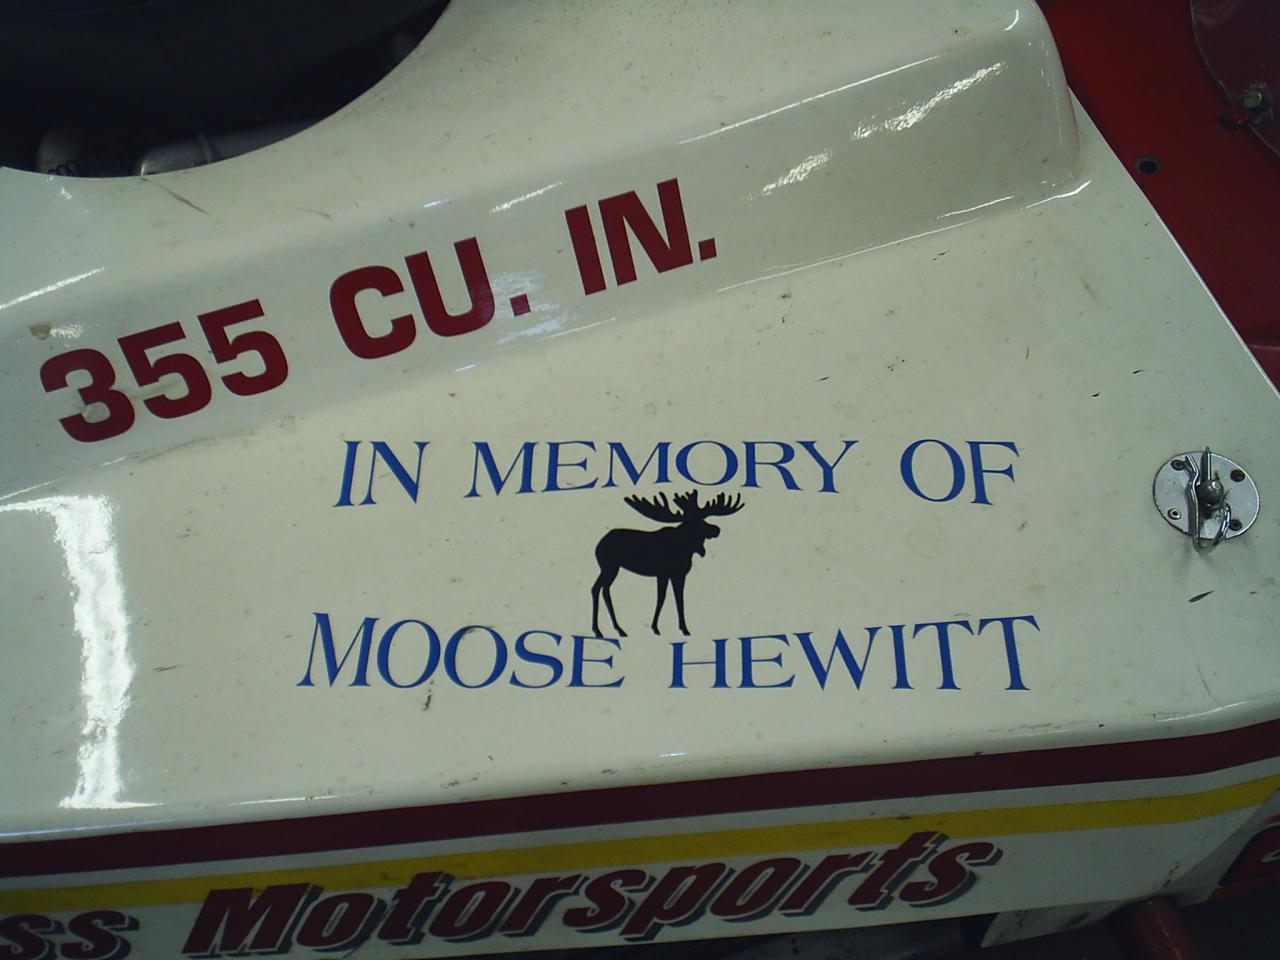 355 CU. IN.
IN MEMORY OF
MOOSE HEWITT
Motorsports